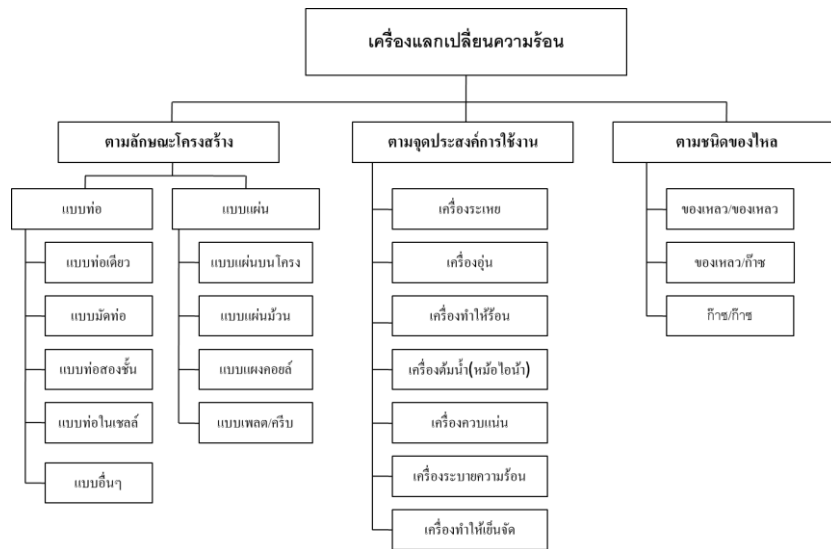 เครื่องแลกเปลี่ยนความร้อน
ตามลักษณะโครงสร้าง
ตามจุดประสงค์การใช้งาน
ตามชนิดของไหล
แบบท่อ
แบบแผ่น
แบบท่อเดียว
แบบมัดท่อ
แบบท่อสองชั้น
แบบท่อในเชลล์
แบบอื่นๆ
แบบแผ่นบนโครง
แบบแผ่นม้วน
แบบแผงคอยล์
แบบเพลต/ครีบ
เครื่องระเหย
เครื่องอุ่น
เครื่องทำให้ร้อน
เครื่องต้มน้ำ(หม้อไอน้ำ)
เครื่องควบแน่น
เครื่องระบายความร้อน
เครื่องทำให้เย็นจัด
ของเหลว/ของเหลว
ของเหลว/ก๊าซ
ก๊าซ/ก๊าซ